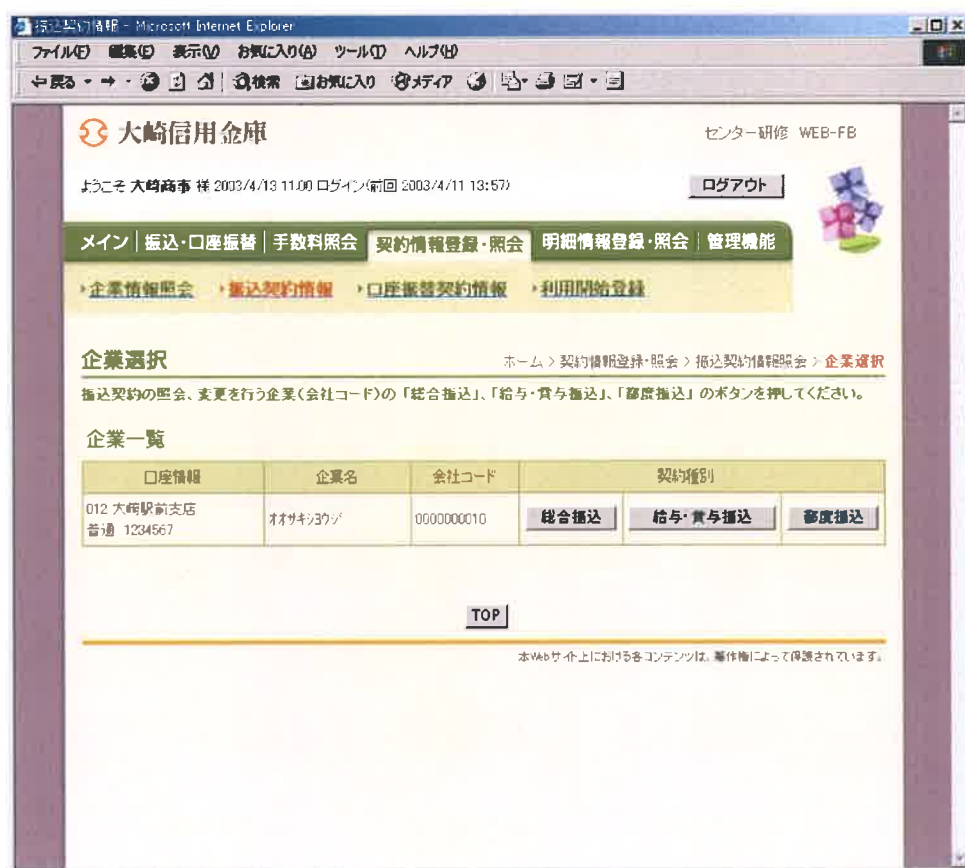 振込契約情報 - Microsoft Internet Explorer
ファイル(F) 編集(E) 表示(V) お気に入り(A) ツール(T) ヘルプ(H)
戻る 検索 お気に入り メディア
大崎信用金庫
センター研修 WEB-FB
ようこそ 大崎商事 様 2003/4/13 11:00 ログイン(前回 2003/4/11 13:57)
ログアウト
メイン 振込・口座振替 手数料照会 契約情報登録・照会 明細情報登録・照会 管理機能
企業情報照会 振込契約情報 口座振替契約情報 利用開始登録
企業選択
ホーム > 契約情報登録・照会 > 振込契約情報照会 > 企業選択
振込契約の照会、変更を行う企業(会社コード)の「総合振込」、「給与・賞与振込」、「都度振込」のボタンを押してください。
企業一覧
口座情報 企業名 会社コード 契約種別
012 大崎駅前支店
普通 1234567
オオサキショウジ 0000000010 総合振込 給与・賞与振込 都度振込
TOP
本Webサイト上における各コンテンツは、著作権によって保護されています。